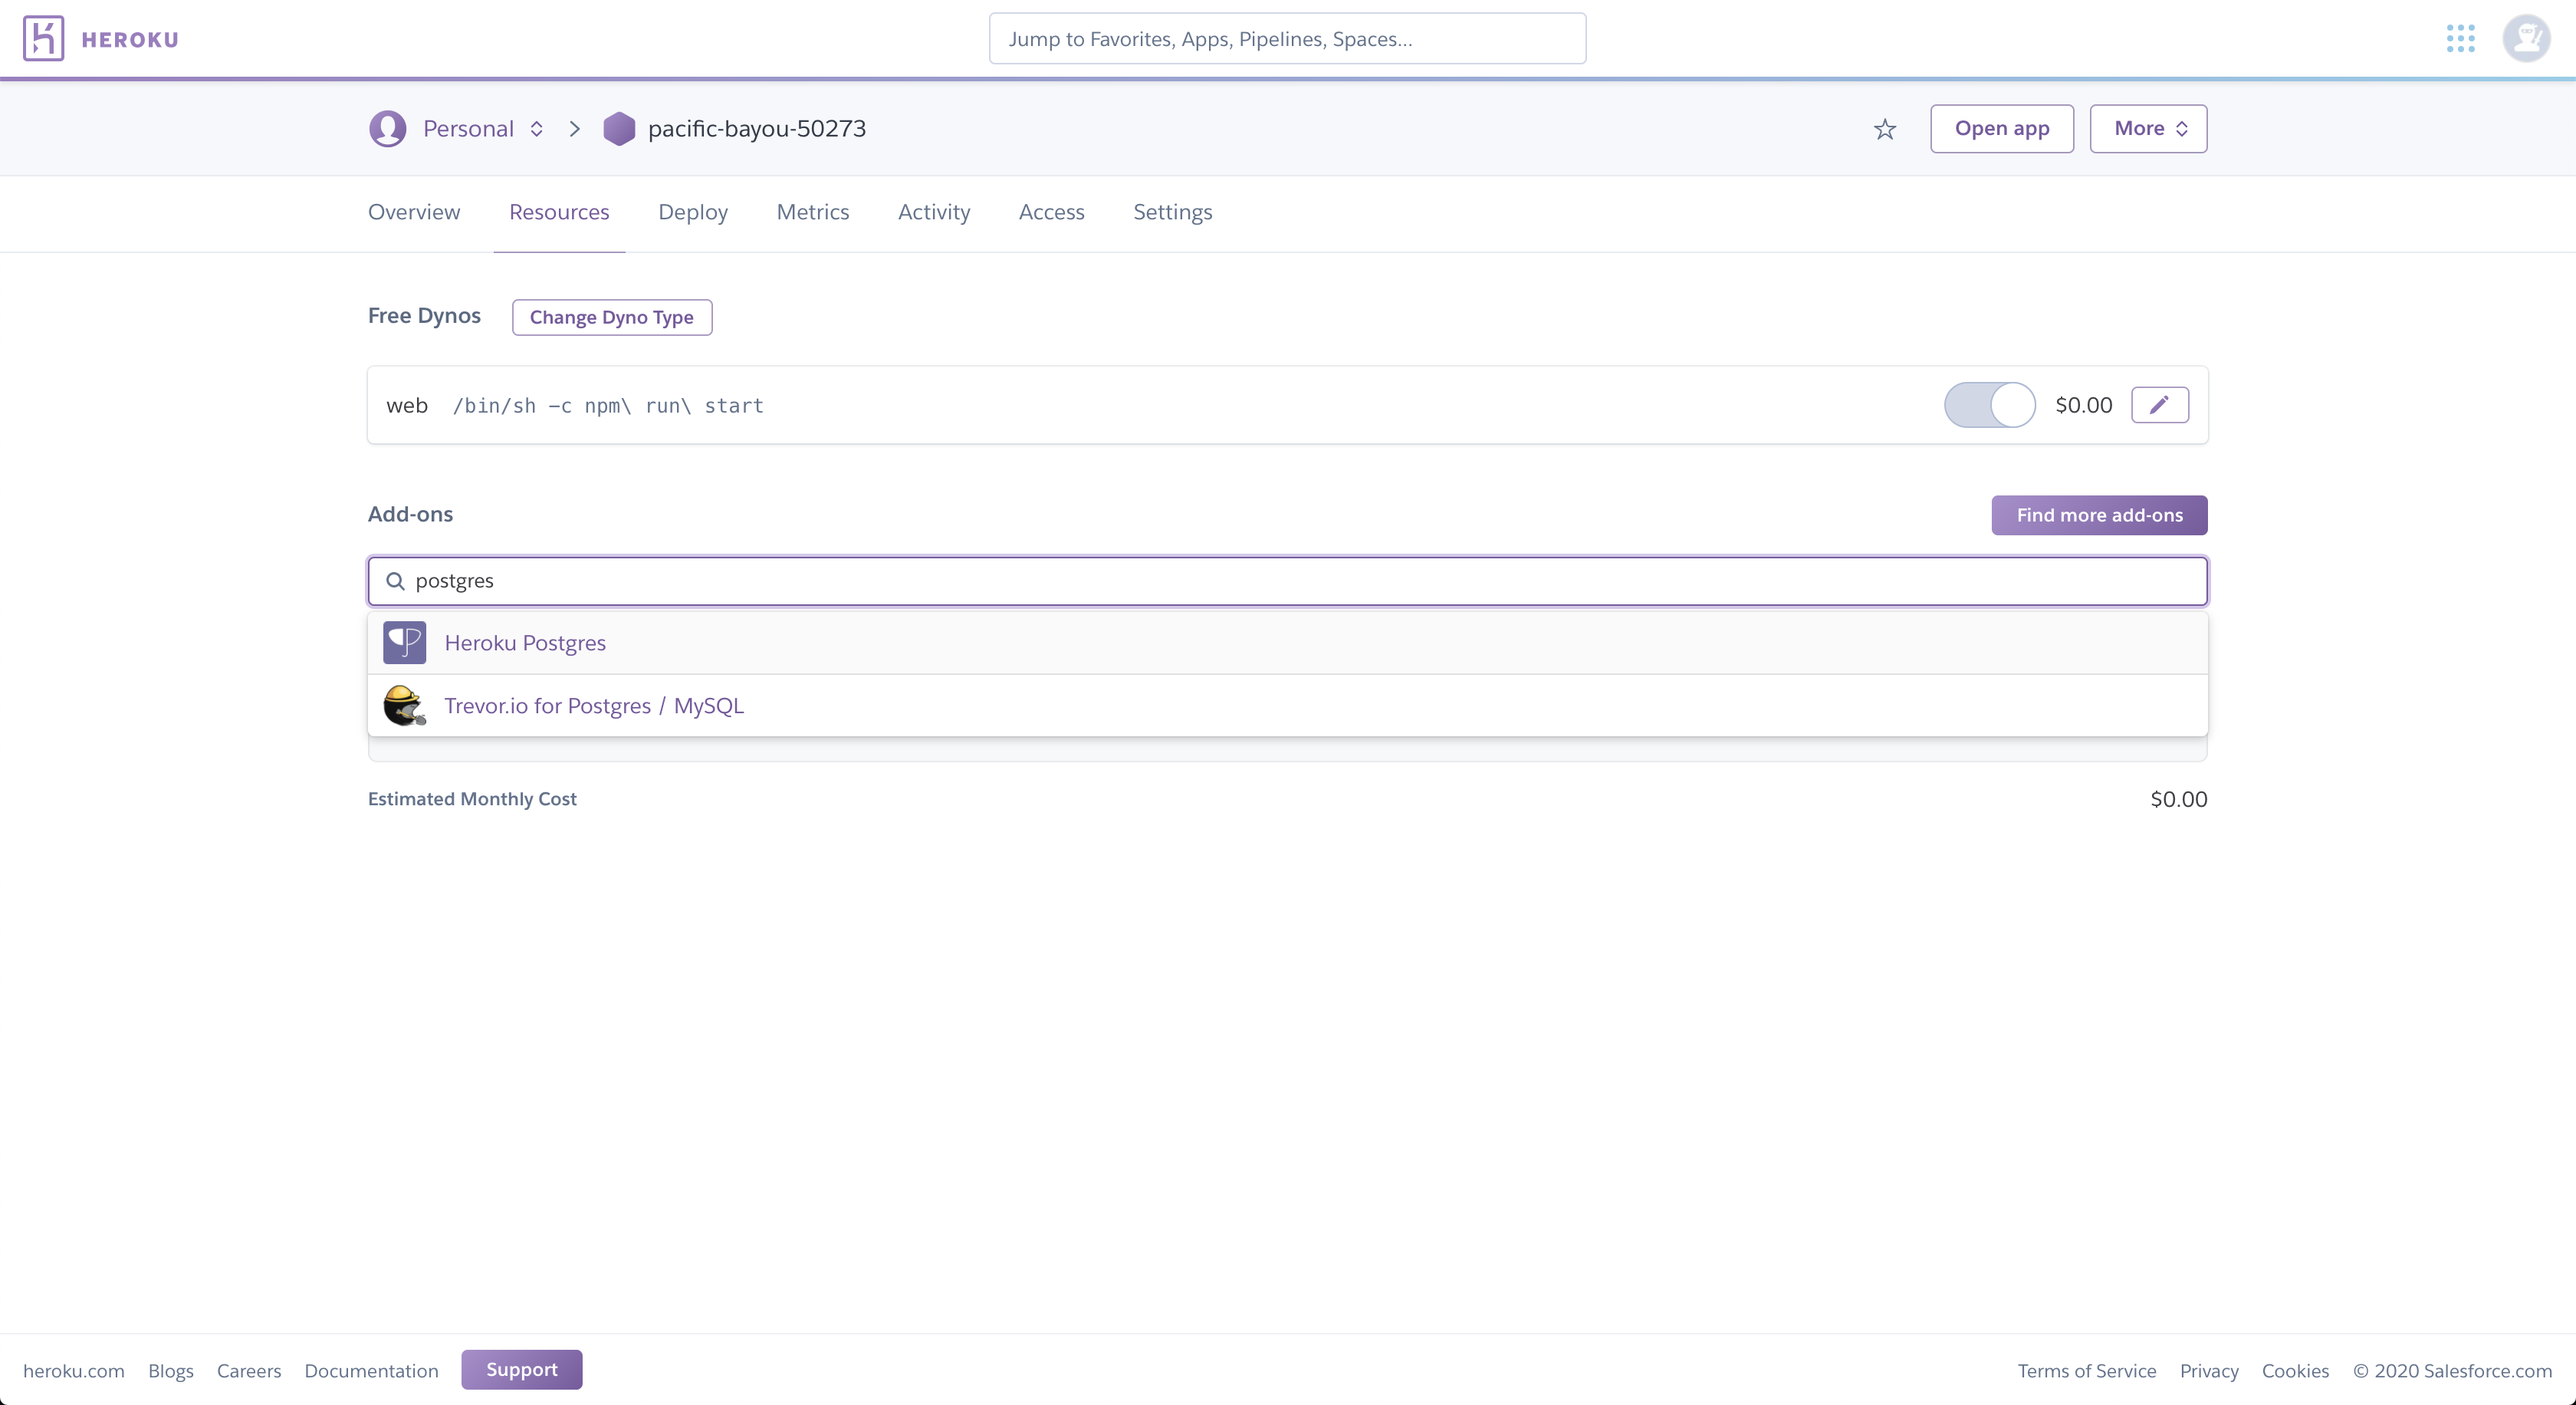 HEROKU
Jump to Favorites, Apps, Pipelines, Spaces...
Personal > pacific-bayou-50273
Open app
More
Overview Resources Deploy Metrics Activity Access Settings
Free Dynos
Change Dyno Type
web /bin/sh -c npm\ run\ start
$0.00
Add-ons
Find more add-ons
postgres
Heroku Postgres
Trevor.io for Postgres / MySQL
Estimated Monthly Cost
$0.00
heroku.com Blogs Careers Documentation Support
Terms of Service Privacy Cookies © 2020 Salesforce.com